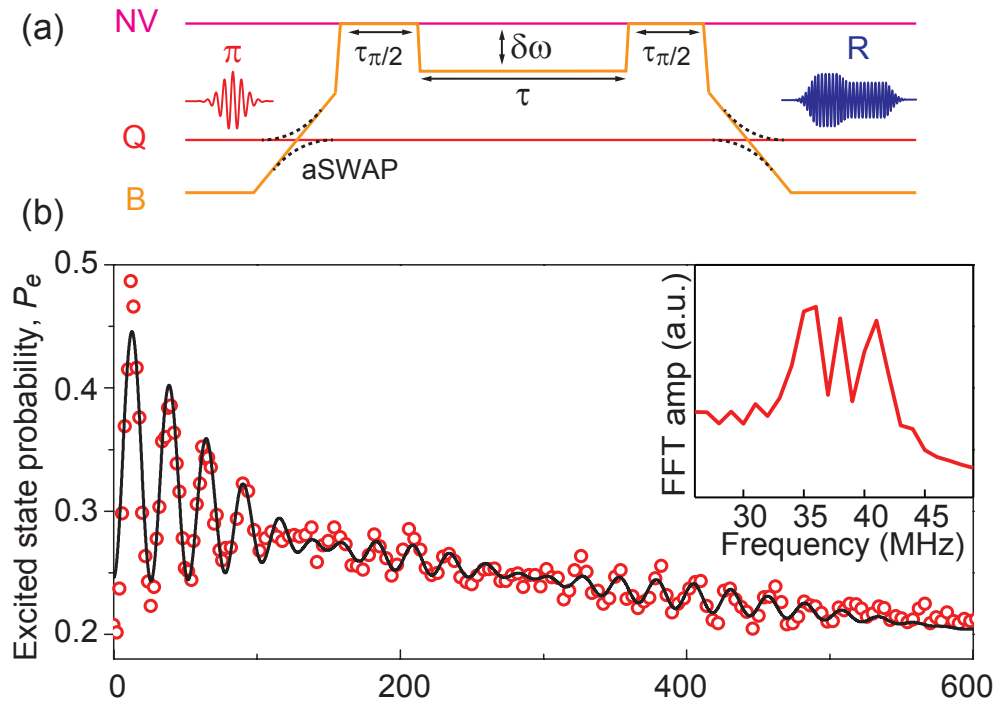 (a)
NV
π
τπ/2
δω
τπ/2
R
τ
Q
aSWAP
B
(b)
Excited state probability, Pe
0.5
0.4
0.3
0.2
0
200
400
600
FFT amp (a.u.)
30 35 40 45
Frequency (MHz)